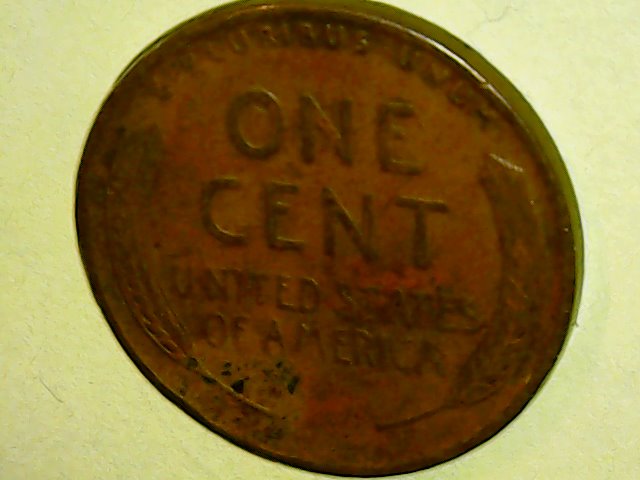 E PLURIBUS UNUM
ONE
CENT
UNITED STATES
OF AMERICA